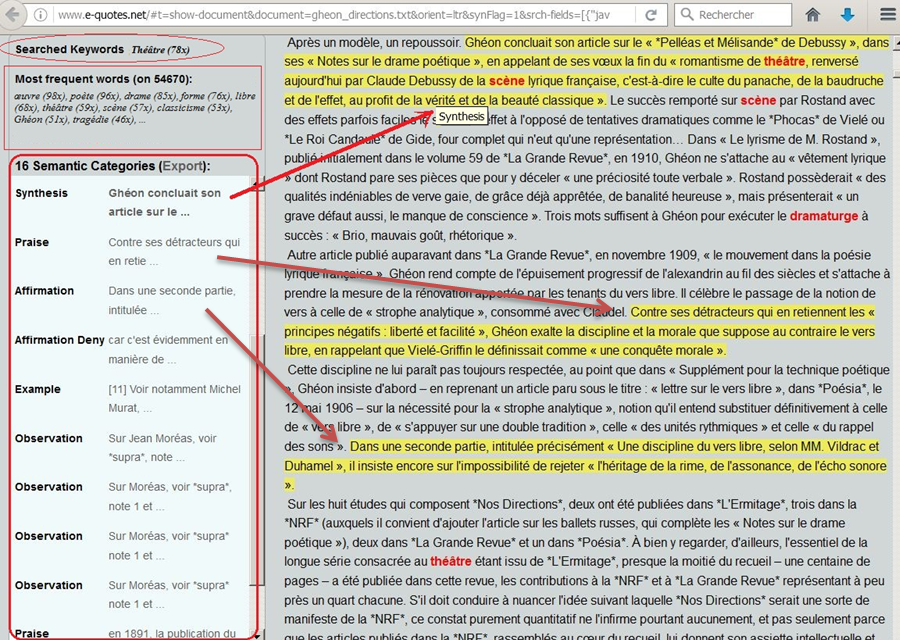 www.e-quotes.net/#t=show-document&document=gheon_directions.txt&orient=ltr&synFlag=1&srch-fields=[{"jav
Rechercher
Searched Keywords Théâtre (78x)
Most frequent words (on 54670):
œuvre (98x), poète (96x), drame (85x), forme (76x), libre
(68x), théâtre (59x), scène (57x), classicisme (53x),
Ghéon (51x), tragédie (46x), ...
16 Semantic Categories (Export):
Synthesis Ghéon concluait son
article sur le ...
Praise Contre ses détracteurs qui
en retie ...
Affirmation Dans une seconde partie,
intitulée ...
Affirmation Deny car c'est évidemment en
manière de ...
Example [11] Voir notamment Michel
Murat, ...
Observation Sur Jean Moréas, voir
*supra*, note ...
Observation Sur Moréas, voir *supra*,
note 1 et ...
Observation Sur Moréas, voir *supra*
note 1 et ...
Observation Sur Moréas, voir *supra*
note 1 et ...
Praise en 1891, la publication du
Après un modèle, un repoussoir. Ghéon concluait son article sur le « *Pelléas et Mélisande* de Debussy », dans
ses « Notes sur le drame poétique », en appelant de ses vœux la fin du « romantisme de théâtre, renversé
aujourd'hui par Claude Debussy de la scène lyrique française, c'est-à-dire le culte du panache, de la baudruche
et de l'effet, au profit de la vérité et de la beauté classique ». Le succès remporté sur scène par Rostand avec
des effets parfois faciles à l'opposé de tentatives dramatiques comme le *Phocas* de Vielé ou
Synthesis
*Le Roi Candaule* de Gide, four complet qui n'eut qu'une représentation… Dans « Le lyrisme de M. Rostand »,
publié initialement dans le volume 59 de *La Grande Revue*, en 1910, Ghéon ne s'attache au « vêtement lyrique
» dont Rostand pare ses pièces que pour y déceler « une préciosité toute verbale ». Rostand possèderait « des
qualités indéniables de verve gaie, de grâce déjà apprêtée, de banalité heureuse », mais présenterait « un
grave défaut aussi, le manque de conscience ». Trois mots suffisent à Ghéon pour exécuter le dramaturge à
succès : « Brio, mauvais goût, rhétorique ».
Autre article publié auparavant dans *La Grande Revue*, en novembre 1909, « le mouvement dans la poésie
lyrique française ». Ghéon rend compte de l'épuisement progressif de l'alexandrin au fil des siècles et s'attache à
prendre la mesure de la rénovation apportée par les tenants du vers libre. Il célèbre le passage de la notion de
vers à celle de « strophe analytique », consommé avec Claudel. Contre ses détracteurs qui en retiennent les «
principes négatifs : liberté et facilité », Ghéon exalte la discipline et la morale que suppose au contraire le vers
libre, en rappelant que Vielé-Griffin le définissait comme « une conquête morale ».
Cette discipline ne lui paraît pas toujours respectée, au point que dans « Supplément pour la technique poétique
», Ghéon insiste d'abord – en reprenant un article paru sous le titre : « lettre sur le vers libre », dans *Poésia*, le
12 mai 1906 – sur la nécessité pour la « strophe analytique », notion qu'il entend substituer définitivement à celle
de « vers libre », de « s'appuyer sur une double tradition », celle « des unités rythmiques » et celle « du rappel
des sons ». Dans une seconde partie, intitulée précisément « Une discipline du vers libre, selon MM. Vildrac et
Duhamel », il insiste encore sur l'impossibilité de rejeter « l'héritage de la rime, de l'assonance, de l'écho sonore
».
Sur les huit études qui composent *Nos Directions*, deux ont été publiées dans *L'Ermitage*, trois dans la
*NRF* (auxquels il convient d'ajouter l'article sur les ballets russes, qui complète les « Notes sur le drame
poétique »), deux dans *La Grande Revue* et un dans *Poésia*. À bien y regarder, d'ailleurs, l'essentiel de la
longue série consacrée au théâtre étant issu de *L'Ermitage*, presque la moitié du recueil – une centaine de
pages – a été publiée dans cette revue, les contributions à la *NRF* et à *La Grande Revue* représentant à peu
près un quart chacune. S'il doit conduire à nuancer l'idée suivant laquelle *Nos Directions* serait une sorte de
manifeste de la *NRF*, ce constat purement quantitatif ne l'infirme pourtant aucunement, et pas seulement parce
que les articles publiés dans la *NRF*, rassemblés au cœur du recueil, lui donnent son assiette intellectuelle et